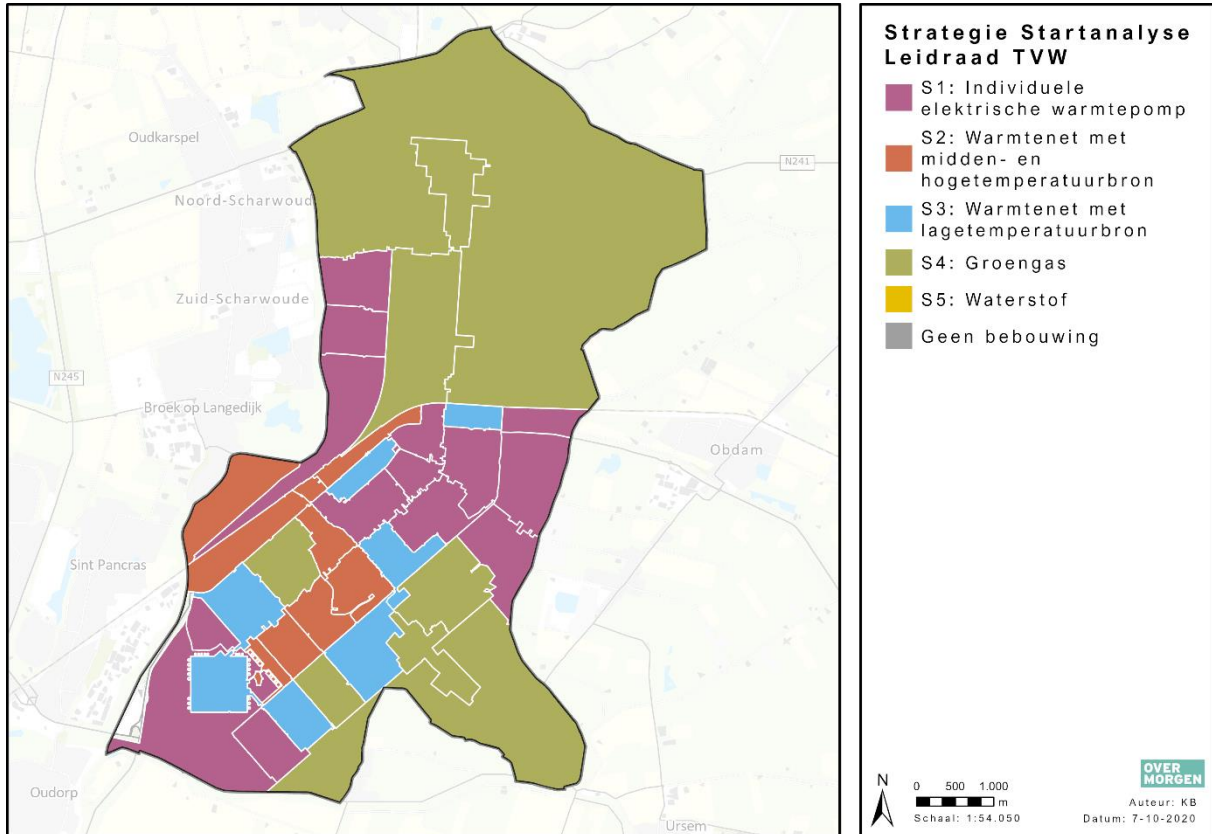 Oudkarspel
N241
Noord-Scharwoud
Zuid-Scharwoude
N245
Broek op Langedijk
Obdam
Sint Pancras
Oudorp
Ursem
Strategie Startanalyse
Leidraad TVW
S1: Individuele
elektrische warmtepomp
S2: Warmtenet met
midden- en
hogetemperatuurbron
S3: Warmtenet met
lagetemperatuurbron
S4: Groengas
S5: Waterstof
Geen bebouwing
OVER
MORGEN
N
0 500 1.000
m
Schaal: 1:54.050
Auteur: KB
Datum: 7-10-2020